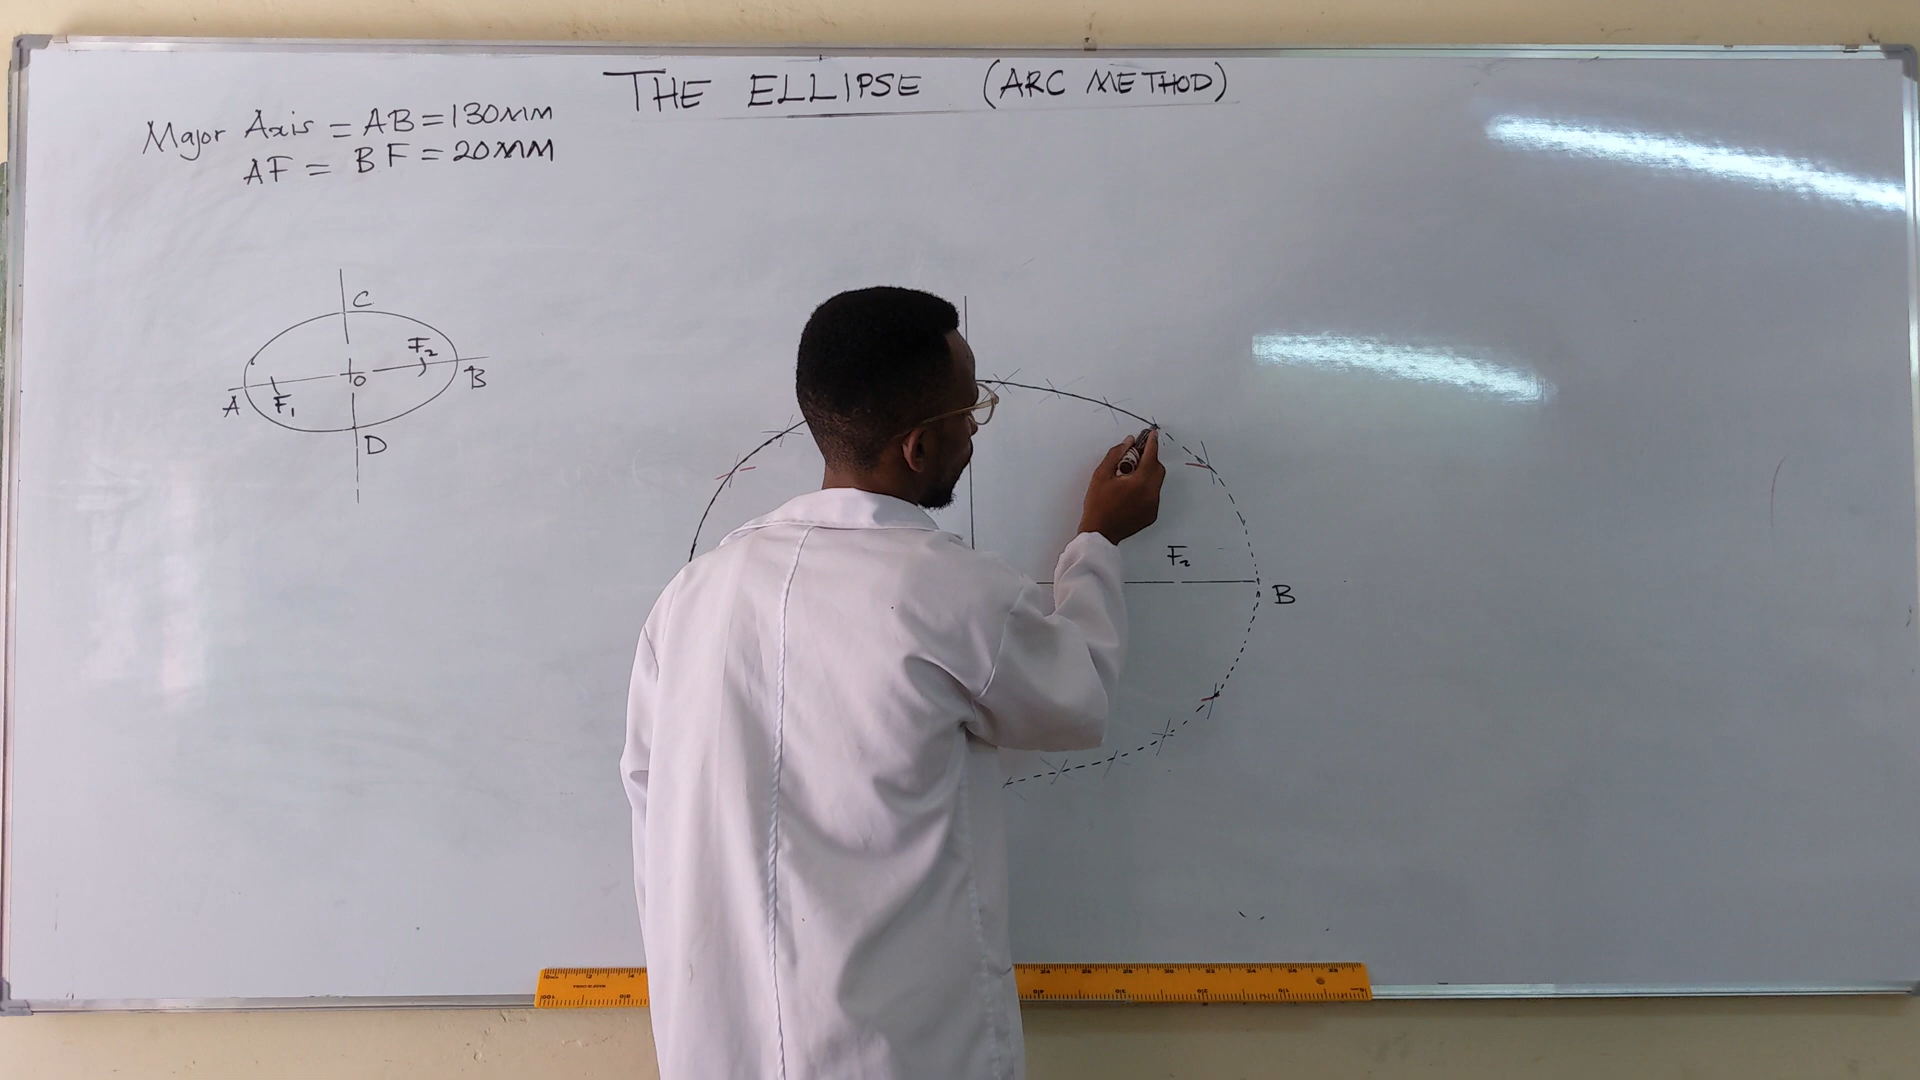 THE ELLIPSE (ARC METHOD)
Major Axis = AB = 130MM
AF = BF = 20MM
C
F₂
O
B
A
F₁
D
F₂
B